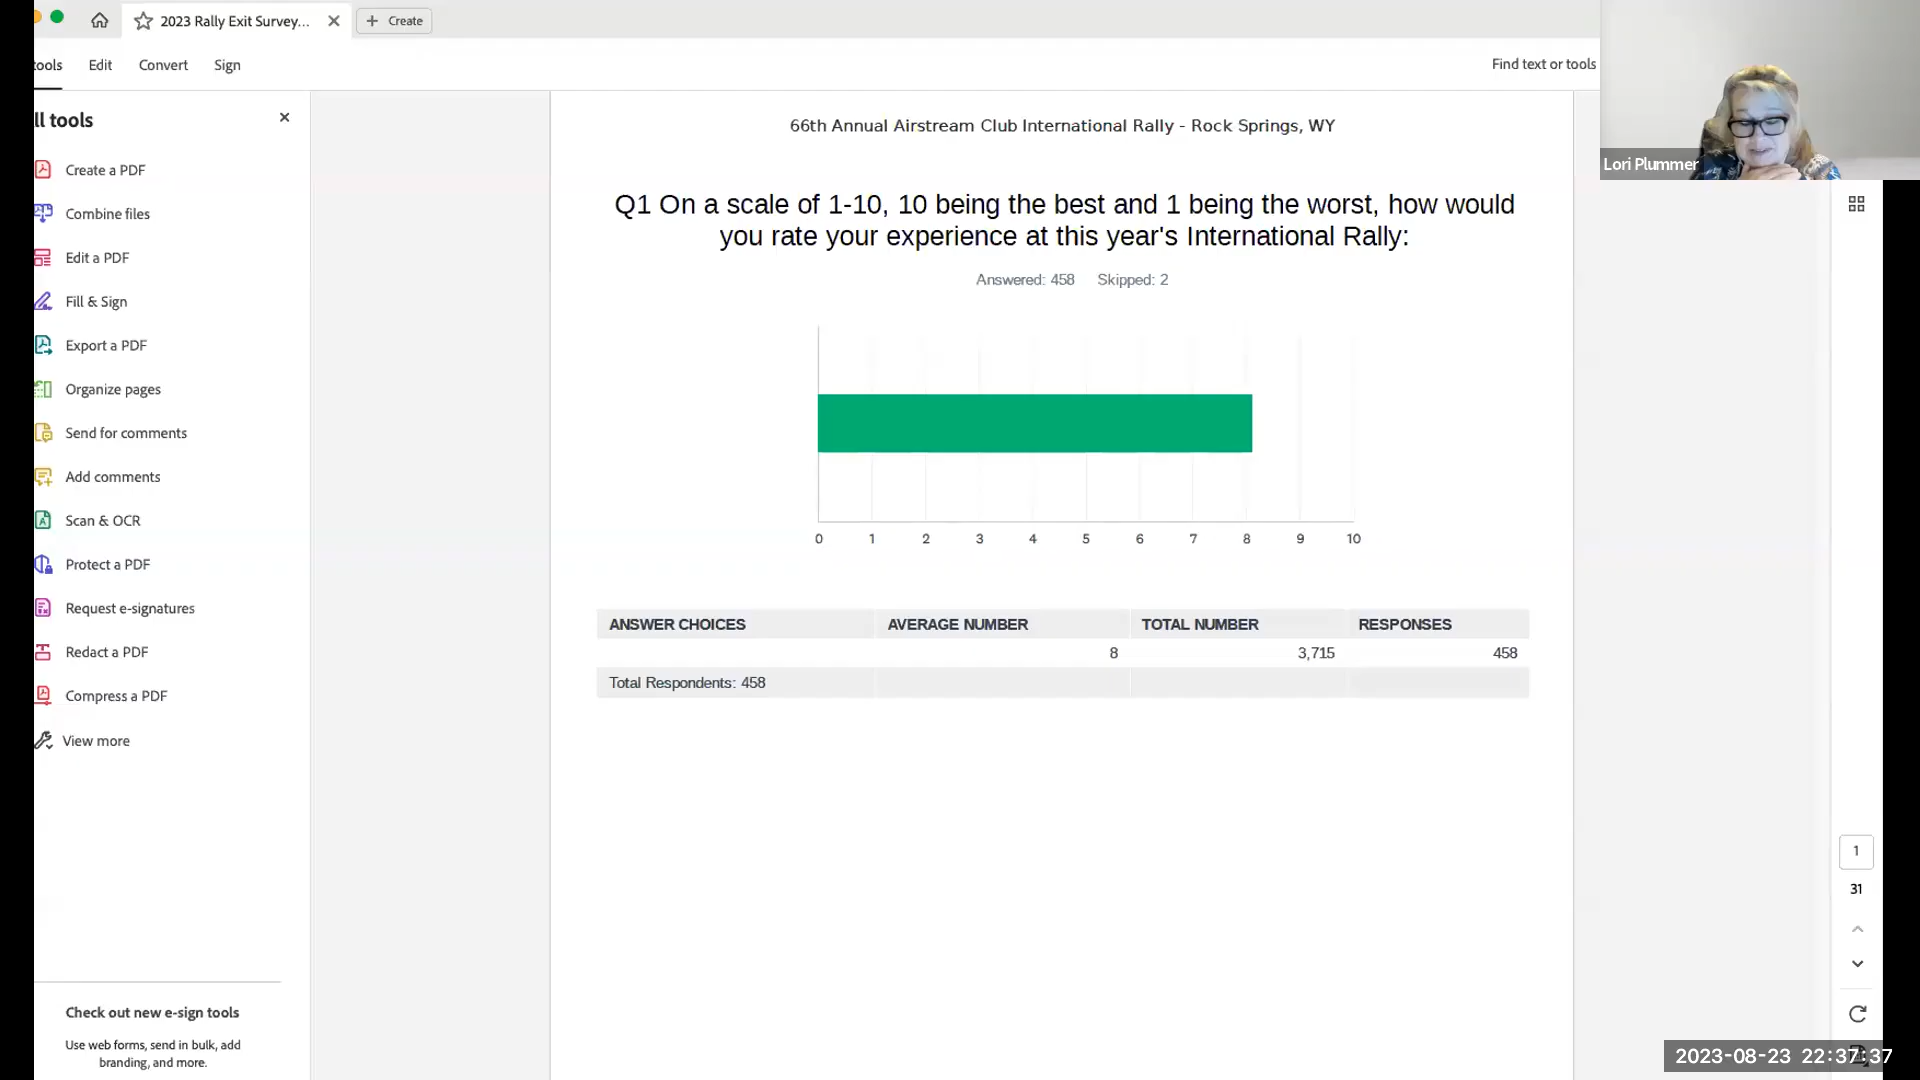 2023 Rally Exit Survey...
Create
tools
Edit
Convert
Sign
Find text or tools
ll tools
Create a PDF
Combine files
Edit a PDF
Fill & Sign
Export a PDF
Organize pages
Send for comments
Add comments
Scan & OCR
Protect a PDF
Request e-signatures
Redact a PDF
Compress a PDF
View more
Check out new e-sign tools
Use web forms, send in bulk, add
branding, and more.
66th Annual Airstream Club International Rally - Rock Springs, WY
Q1 On a scale of 1-10, 10 being the best and 1 being the worst, how would
you rate your experience at this year's International Rally:
Answered: 458 Skipped: 2
0 1 2 3 4 5 6 7 8 9 10
ANSWER CHOICES AVERAGE NUMBER TOTAL NUMBER RESPONSES
8 3,715 458
Total Respondents: 458
Lori Plummer
1
31
2023-08-23 22:37:37